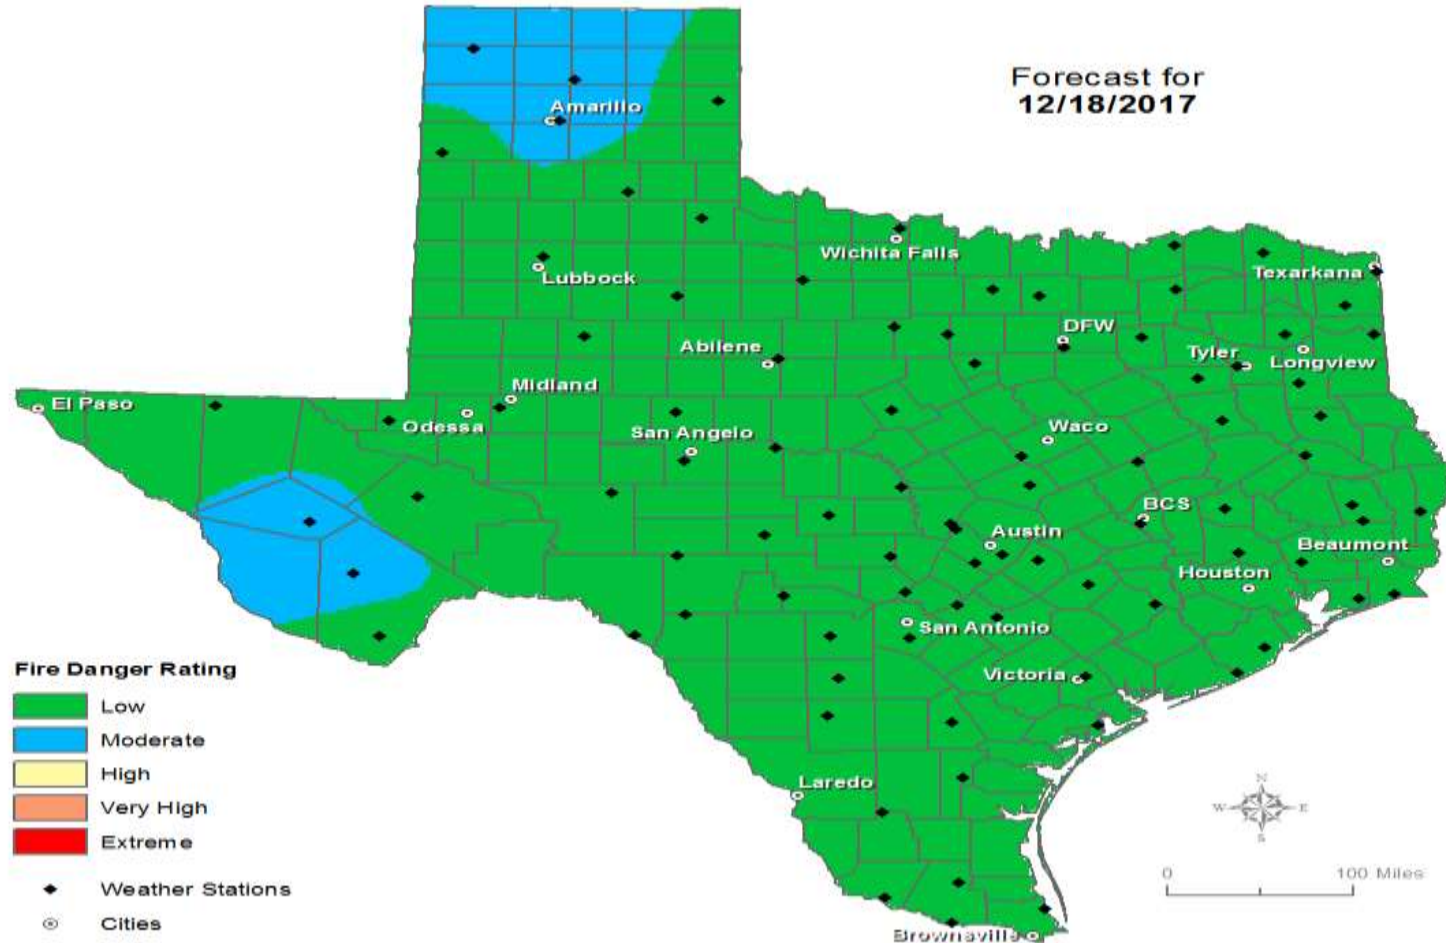 Forecast for
12/18/2017
Amarillo
Wichita Falls
Lubbock
Texarkana
DFW
Abilene
Tyler
Longview
Midland
El Paso
Odessa
San Angelo
Waco
BCS
Austin
Beaumont
Houston
San Antonio
Victoria
Laredo
Brownsville
Fire Danger Rating
Low
Moderate
High
Very High
Extreme
Weather Stations
Cities
N
W E
S
0 100 Miles